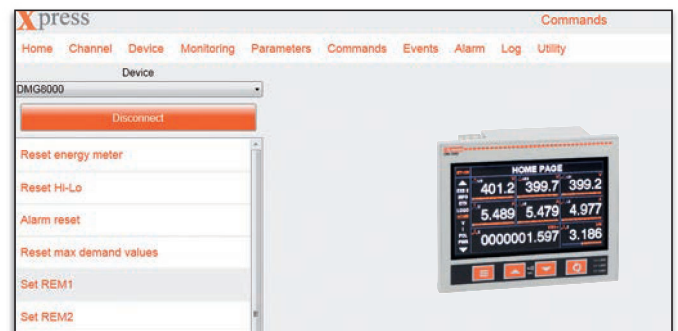 Xpress
Commands
Home Channel Device Monitoring Parameters Commands Events Alarm Log Utility
Device
DMG8000
Disconnect
Reset energy meter
Reset Hi-Lo
Alarm reset
Reset max demand values
Set REM1
Set REM2
HOME PAGE
401.2 399.7 399.2
5.489 5.479 4.977
0000001.597 3.186